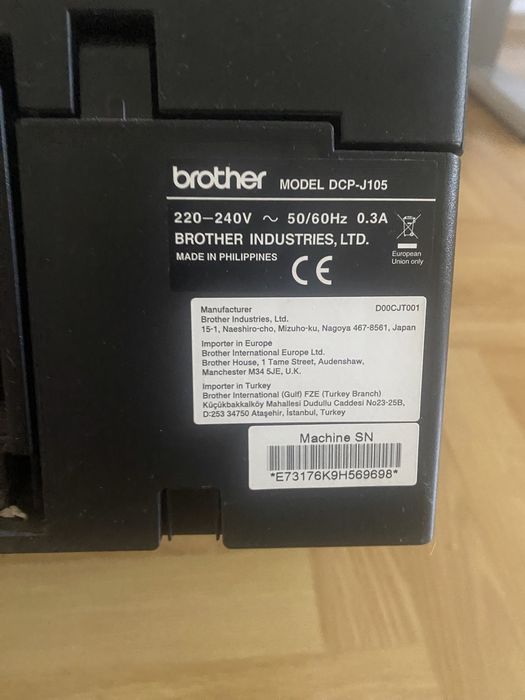 brother MODEL DCP-J105
220–240V ~ 50/60Hz 0.3A
BROTHER INDUSTRIES, LTD.
MADE IN PHILIPPINES
CE
European
Union only
Manufacturer D00CJT001
Brother Industries, Ltd.
15-1, Naeshiro-cho, Mizuho-ku, Nagoya 467-8561, Japan
Importer in Europe
Brother International Europe Ltd.
Brother House, 1 Tame Street, Audenshaw,
Manchester M34 5JE, U.K.
Importer in Turkey
Brother International (Gulf) FZE (Turkey Branch)
Küçükbakkalköy Mahallesi Dudullu Caddesi No23-25B,
D:253 34750 Ataşehir, İstanbul, Turkey
Machine SN
*E73176K9H569698*